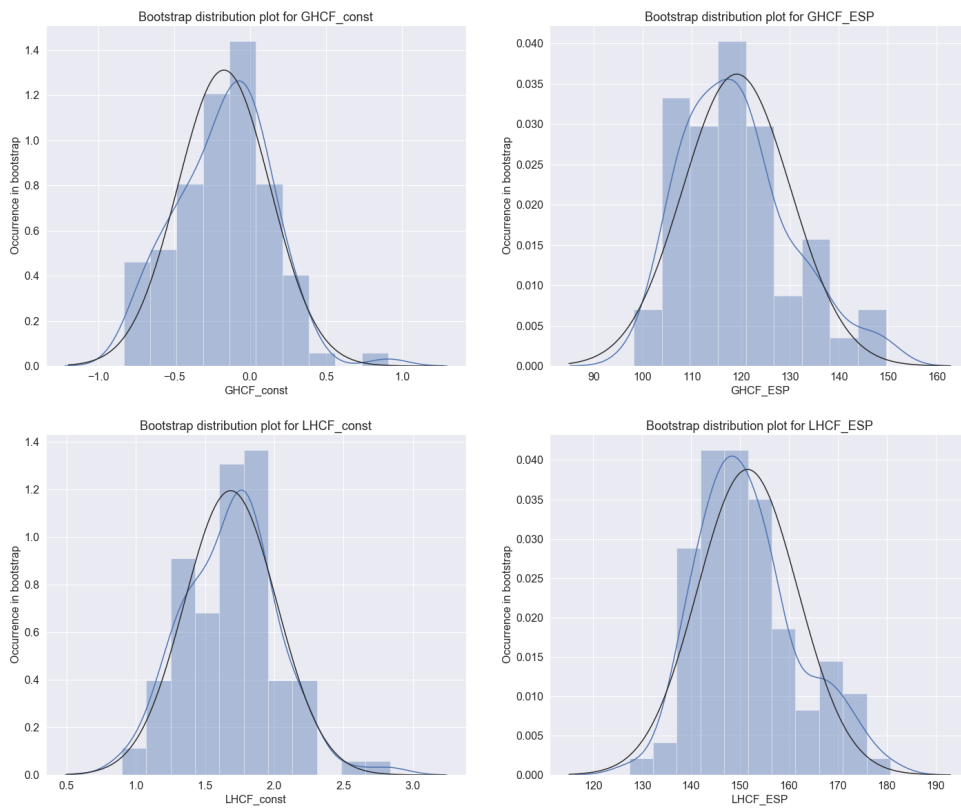 Bootstrap distribution plot for GHCF_const
Occurrence in bootstrap
1.4
1.2
1.0
0.8
0.6
0.4
0.2
0.0
−1.0 −0.5 0.0 0.5 1.0
GHCF_const
Bootstrap distribution plot for GHCF_ESP
Occurrence in bootstrap
0.040
0.035
0.030
0.025
0.020
0.015
0.010
0.005
0.000
90 100 110 120 130 140 150 160
GHCF_ESP
Bootstrap distribution plot for LHCF_const
Occurrence in bootstrap
1.4
1.2
1.0
0.8
0.6
0.4
0.2
0.0
0.5 1.0 1.5 2.0 2.5 3.0
LHCF_const
Bootstrap distribution plot for LHCF_ESP
Occurrence in bootstrap
0.040
0.035
0.030
0.025
0.020
0.015
0.010
0.005
0.000
120 130 140 150 160 170 180 190
LHCF_ESP